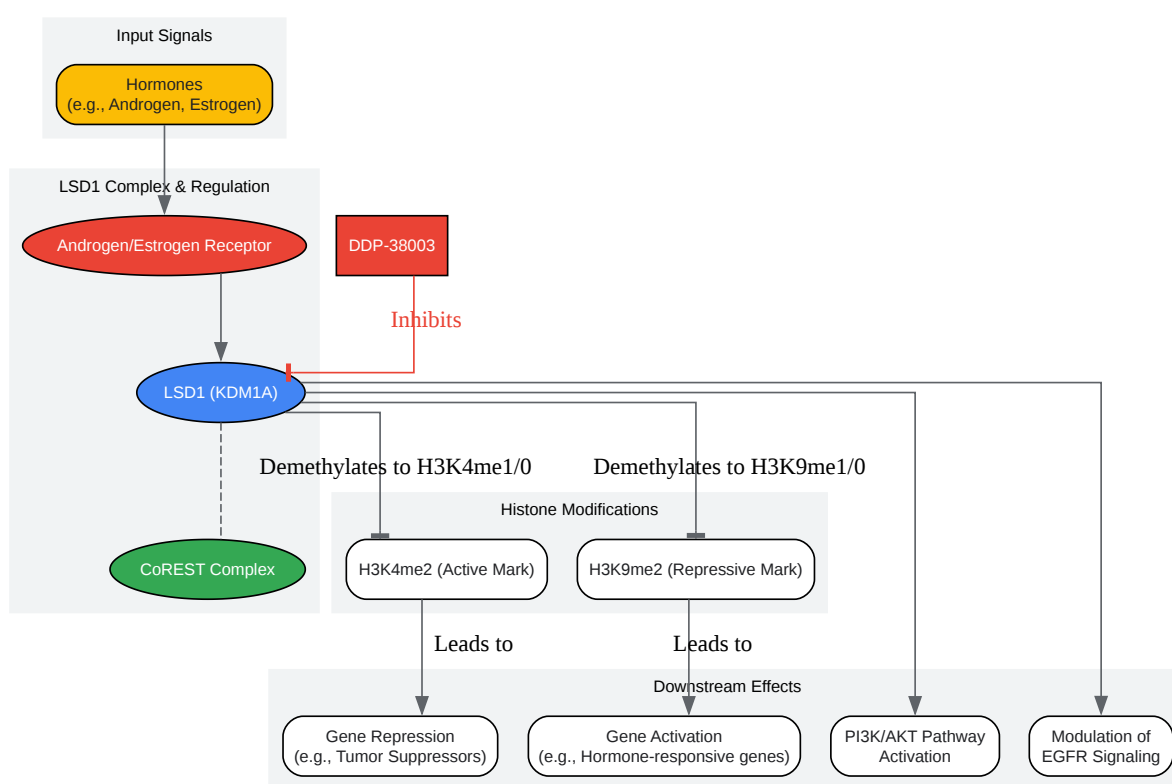 Input Signals
Hormones
(e.g., Androgen, Estrogen)
LSD1 Complex & Regulation
Androgen/Estrogen Receptor
DDP-38003
Inhibits
LSD1 (KDM1A)
Demethylates to H3K4me1/0
Demethylates to H3K9me1/0
Histone Modifications
CoREST Complex
H3K4me2 (Active Mark)
H3K9me2 (Repressive Mark)
Leads to
Leads to
Downstream Effects
Gene Repression
(e.g., Tumor Suppressors)
Gene Activation
(e.g., Hormone-responsive genes)
PI3K/AKT Pathway
Activation
Modulation of
EGFR Signaling